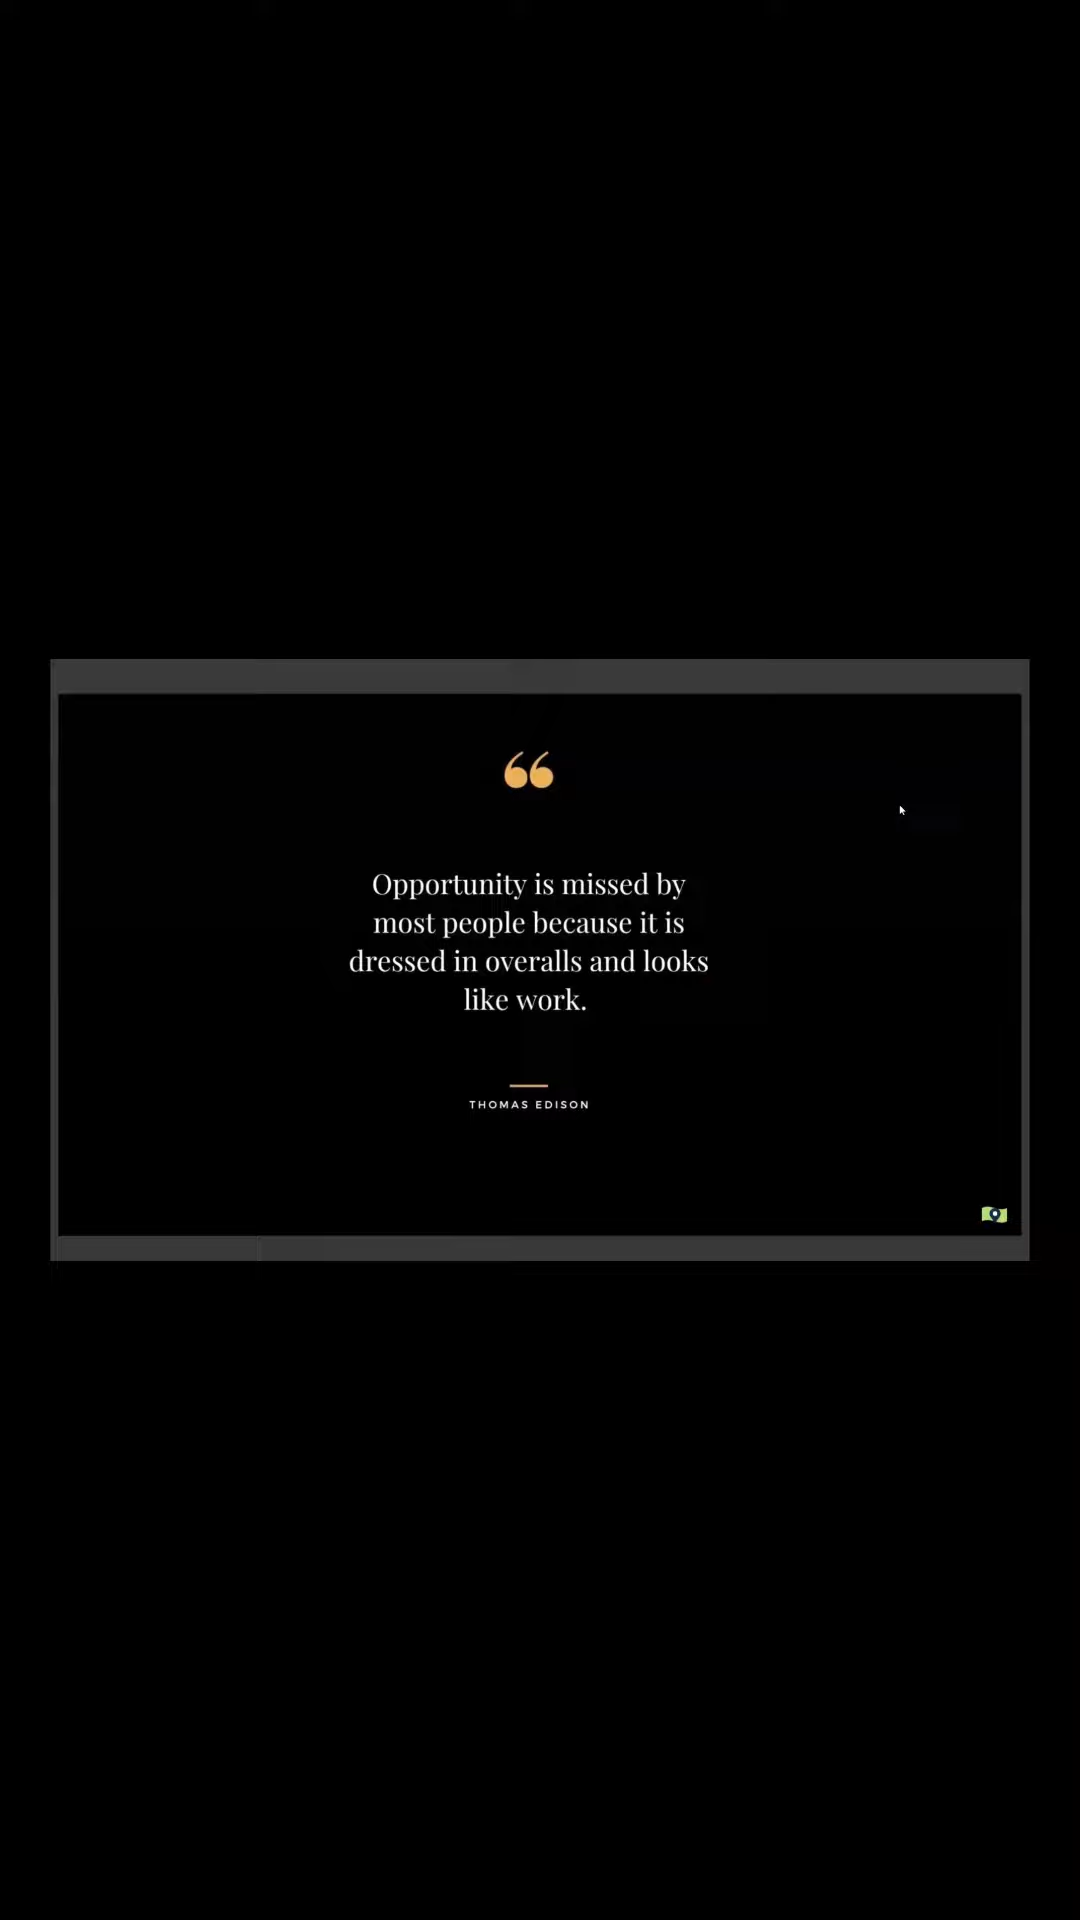 “
Opportunity is missed by
most people because it is
dressed in overalls and looks
like work.
THOMAS EDISON